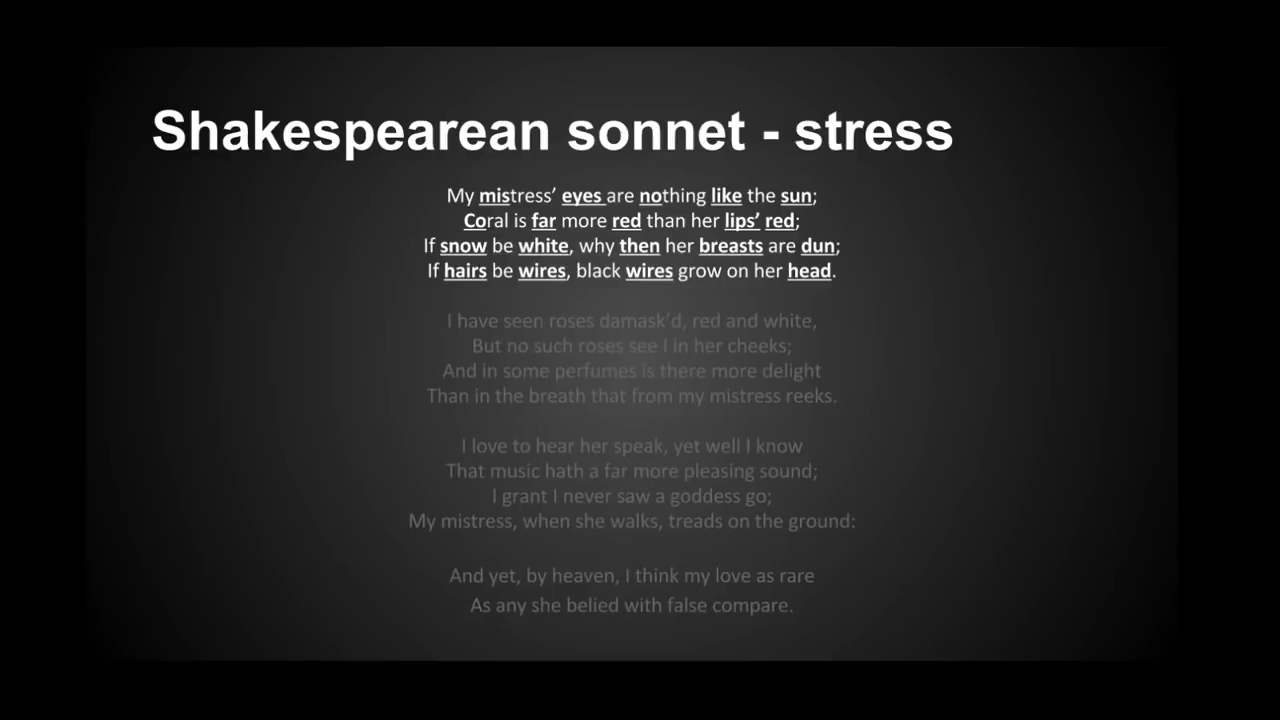 Shakespearean sonnet - stress
My mistress’ eyes are nothing like the sun;
Coral is far more red than her lips’ red;
If snow be white, why then her breasts are dun;
If hairs be wires, black wires grow on her head.
I have seen roses damask’d, red and white,
But no such roses see I in her cheeks;
And in some perfumes is there more delight
Than in the breath that from my mistress reeks.
I love to hear her speak, yet well I know
That music hath a far more pleasing sound;
I grant I never saw a goddess go;
My mistress, when she walks, treads on the ground:
And yet, by heaven, I think my love as rare
As any she belied with false compare.